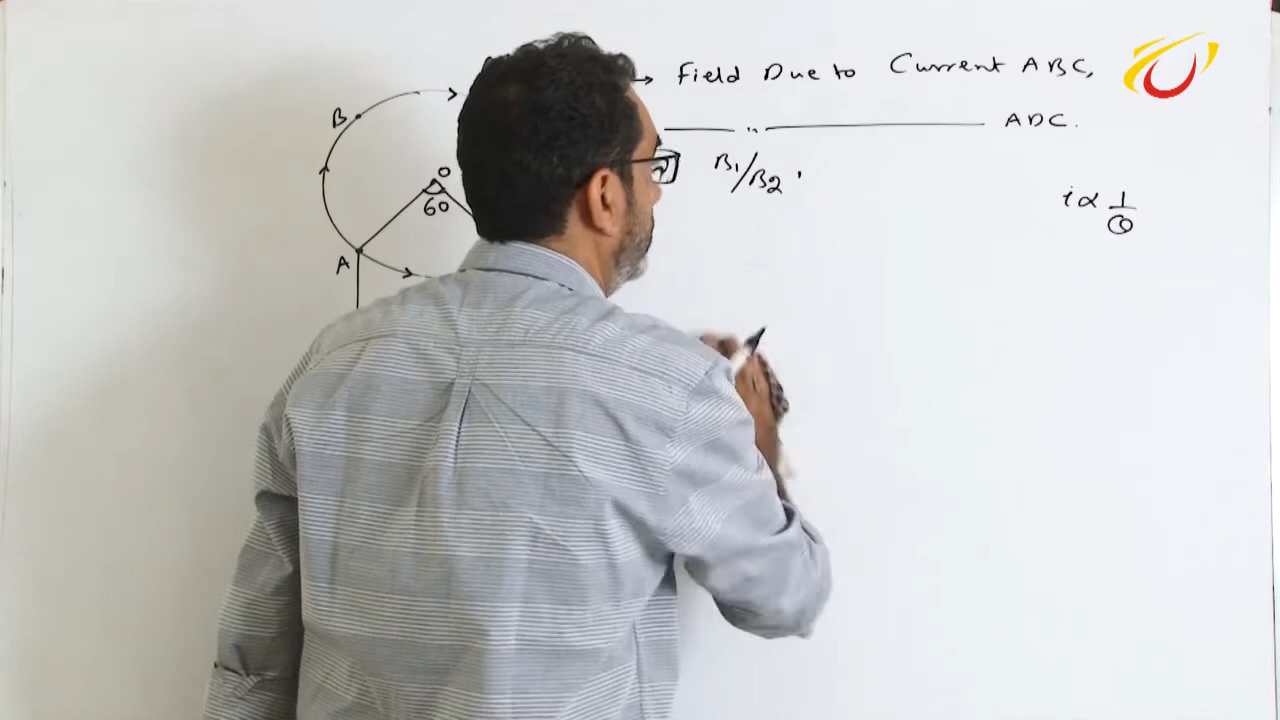 → Field Due to Current ABC,
—— ,, —————— ADC.
B
B₁/B₂
i ∝ 1/θ
O
60
A